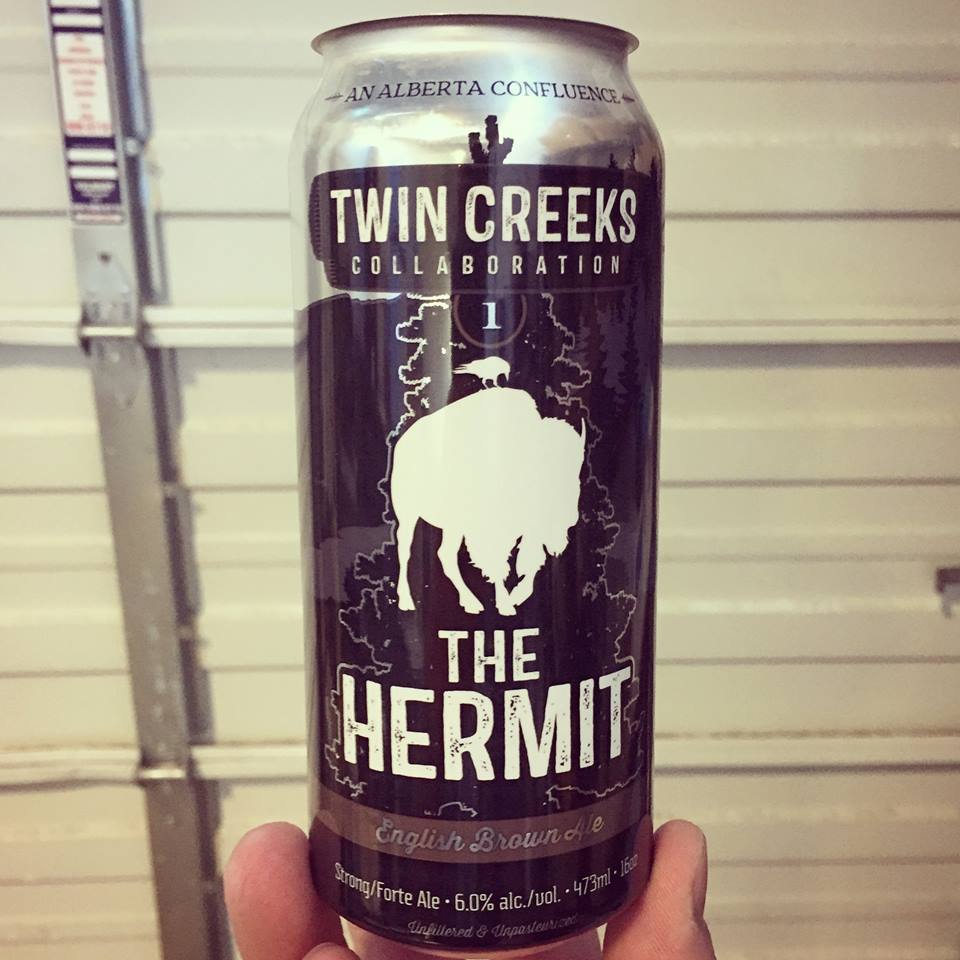 AN ALBERTA CONFLUENCE
TWIN CREEKS
COLLABORATION
1
THE
HERMIT
English Brown Ale
Strong/Forte Ale • 6.0% alc./vol. • 473ml • 16oz
Unfiltered & Unpasteurized